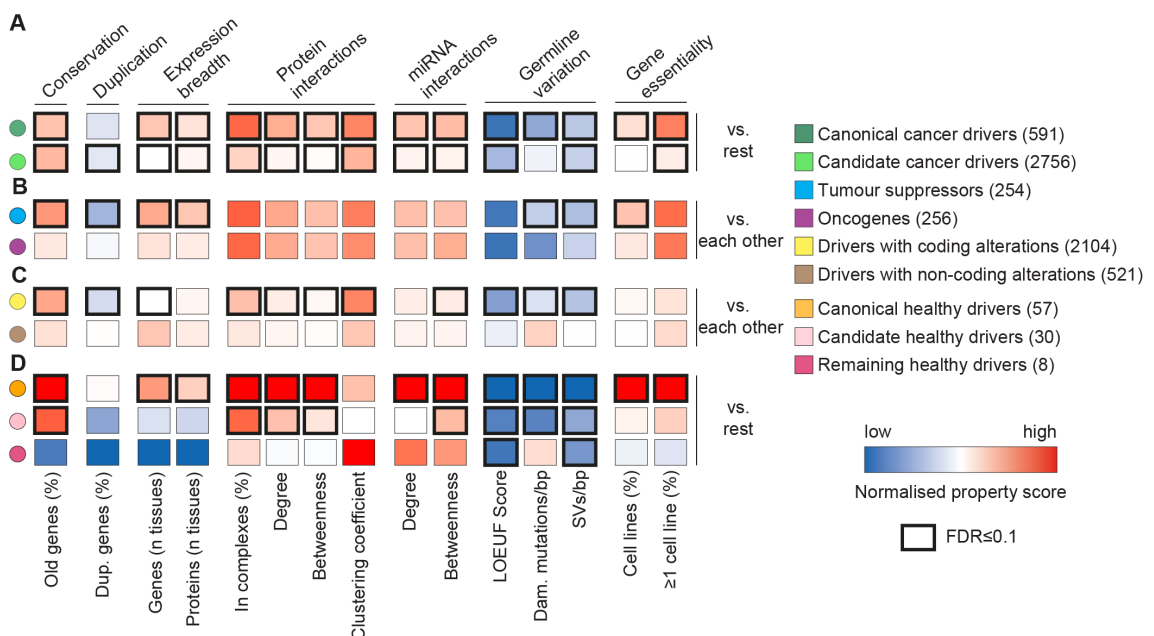 A
Conservation
Duplication
Expression
breadth
Protein
interactions
miRNA
interactions
Germline
variation
Gene
essentiality
vs.
rest
B
vs.
each other
C
vs.
each other
D
vs.
rest
Old genes (%)
Dup. genes (%)
Genes (n tissues)
Proteins (n tissues)
In complexes (%)
Degree
Betweenness
Clustering coefficient
Degree
Betweenness
LOEUF Score
Dam. mutations/bp
SVs/bp
Cell lines (%)
≥1 cell line (%)
Canonical cancer drivers (591)
Candidate cancer drivers (2756)
Tumour suppressors (254)
Oncogenes (256)
Drivers with coding alterations (2104)
Drivers with non-coding alterations (521)
Canonical healthy drivers (57)
Candidate healthy drivers (30)
Remaining healthy drivers (8)
low high
Normalised property score
FDR≤0.1